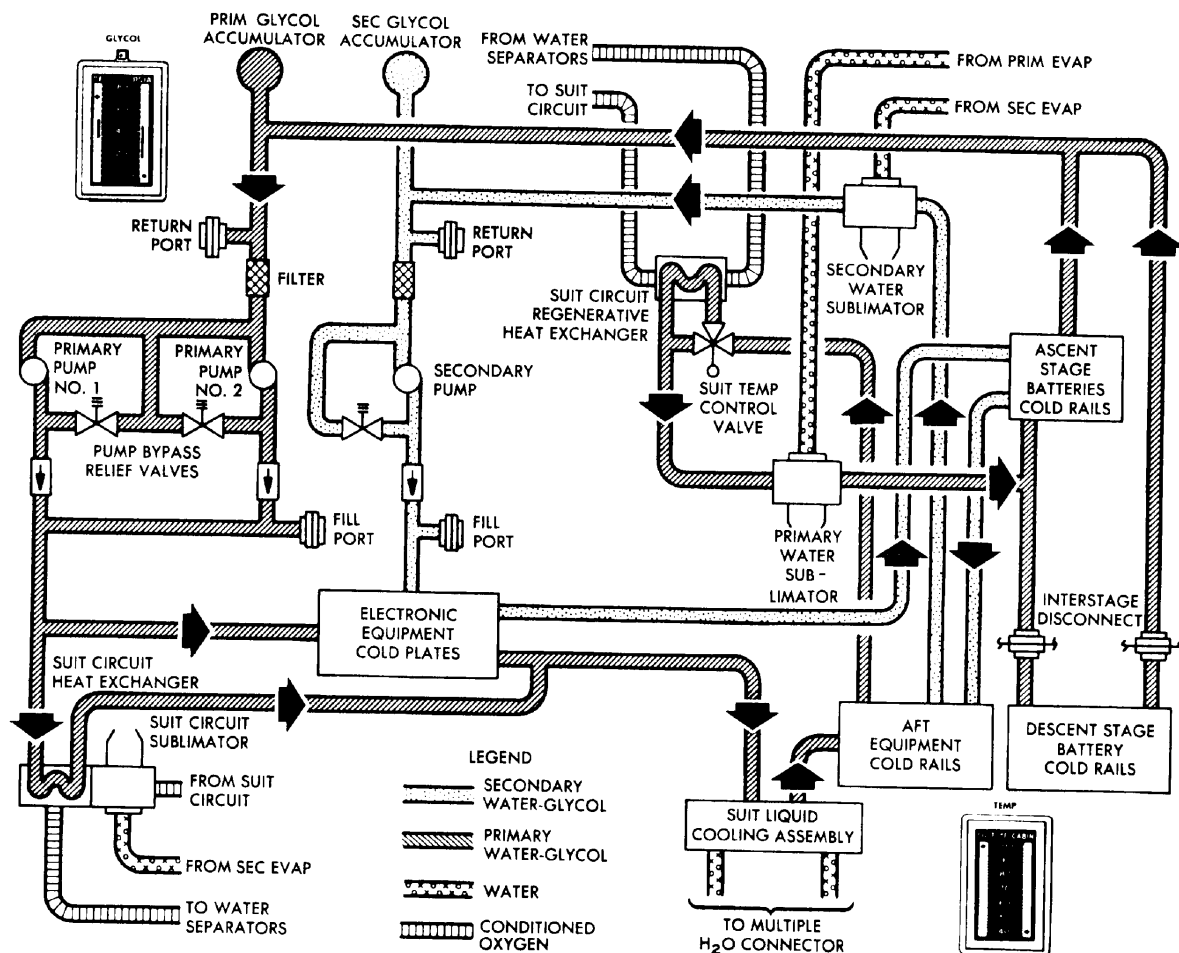 GLYCOL
PRIM GLYCOL
ACCUMULATOR
SEC GLYCOL
ACCUMULATOR
FROM WATER
SEPARATORS
TO SUIT
CIRCUIT
FROM PRIM EVAP
FROM SEC EVAP
RETURN
PORT
FILTER
RETURN
PORT
SUIT CIRCUIT
REGENERATIVE
HEAT EXCHANGER
SECONDARY
WATER
SUBLIMATOR
PRIMARY
PUMP
NO. 1
PRIMARY
PUMP
NO. 2
SECONDARY
PUMP
SUIT TEMP
CONTROL
VALVE
ASCENT
STAGE
BATTERIES
COLD RAILS
PUMP BYPASS
RELIEF VALVES
FILL
PORT
FILL
PORT
PRIMARY
WATER
SUB -
LIMATOR
ELECTRONIC
EQUIPMENT
COLD PLATES
INTERSTAGE
DISCONNECT
SUIT CIRCUIT
HEAT EXCHANGER
SUIT CIRCUIT
SUBLIMATOR
AFT
EQUIPMENT
COLD RAILS
DESCENT STAGE
BATTERY
COLD RAILS
FROM SUIT
CIRCUIT
FROM SEC EVAP
TO WATER
SEPARATORS
LEGEND
SECONDARY
WATER-GLYCOL
PRIMARY
WATER-GLYCOL
WATER
CONDITIONED
OXYGEN
SUIT LIQUID
COOLING ASSEMBLY
TO MULTIPLE
H₂O CONNECTOR
TEMP